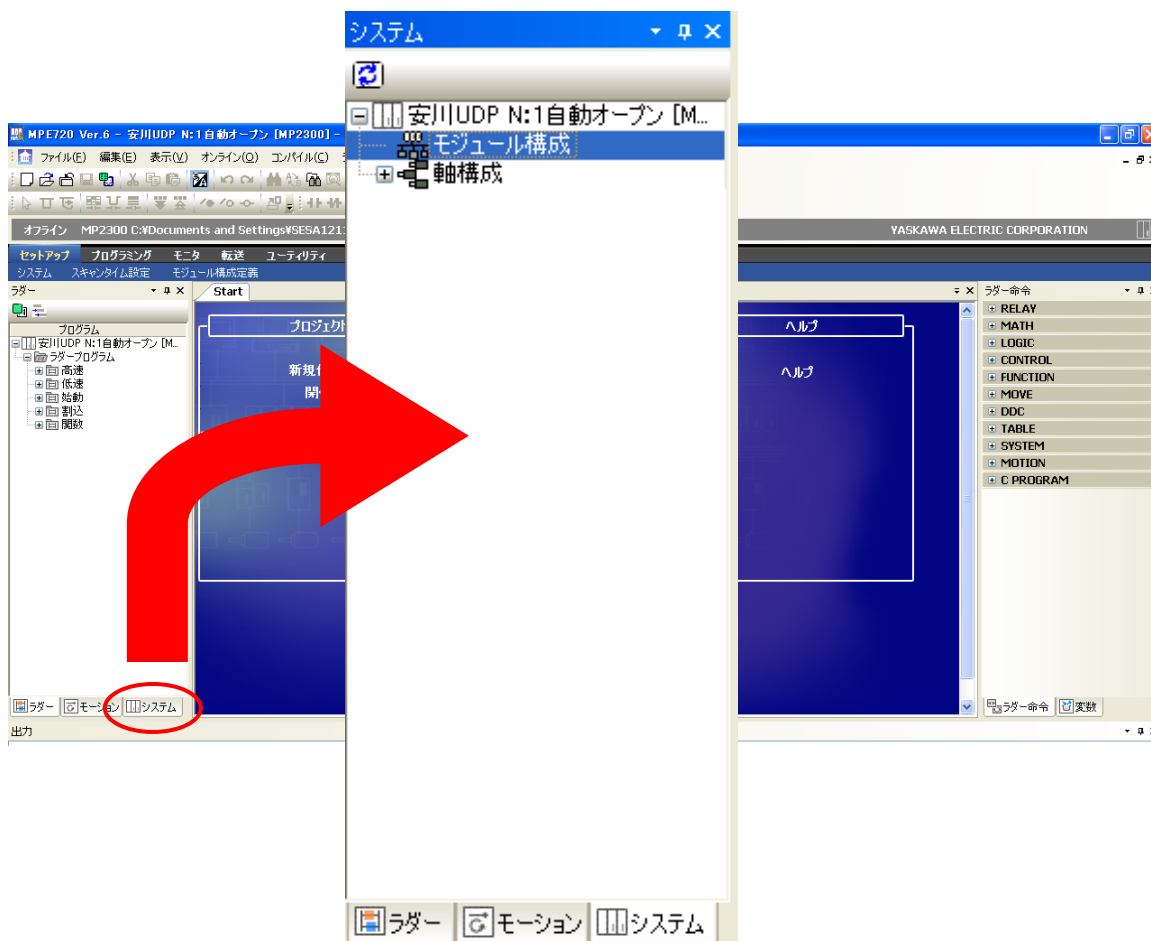 システム
安川UDP N:1自動オープン [M...
モジュール構成
軸構成
ラダー モーション システム
MPE720 Ver.6 - 安川UDP N:1自動オープン [MP2300] -
ファイル(F) 編集(E) 表示(V) オンライン(O) コンパイル(C)
オフライン MP2300 C:¥Documents and Settings¥SESA121
YASKAWA ELECTRIC CORPORATION
セットアップ プログラミング モニタ 転送 ユーティリティ
システム スキャンタイム設定 モジュール構成定義
ラダー
プログラム
安川UDP N:1自動オープン [M...
ラダープログラム
高速
低速
始動
割込
関数
ラダー モーション システム
出力
Start
プロジェクト
新規
ヘルプ
ヘルプ
ラダー命令
RELAY
MATH
LOGIC
CONTROL
FUNCTION
MOVE
DDC
TABLE
SYSTEM
MOTION
C PROGRAM
ラダー命令 変数